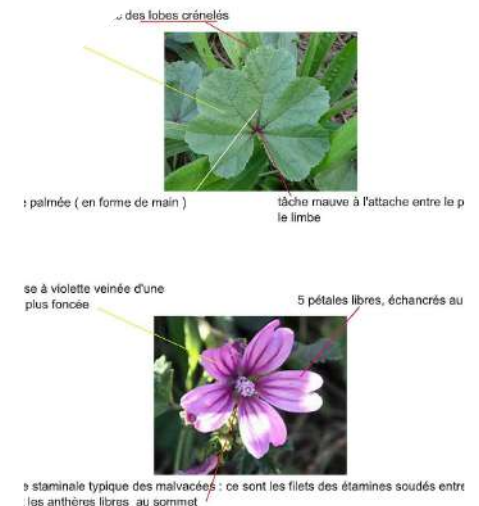 des lobes crénelés
palmée ( en forme de main )
tâche mauve à l'attache entre le p
le limbe
se à violette veinée d'une
plus foncée
5 pétales libres, échancrés au
e staminale typique des malvacées : ce sont les filets des étamines soudés entre
les anthères libres au sommet